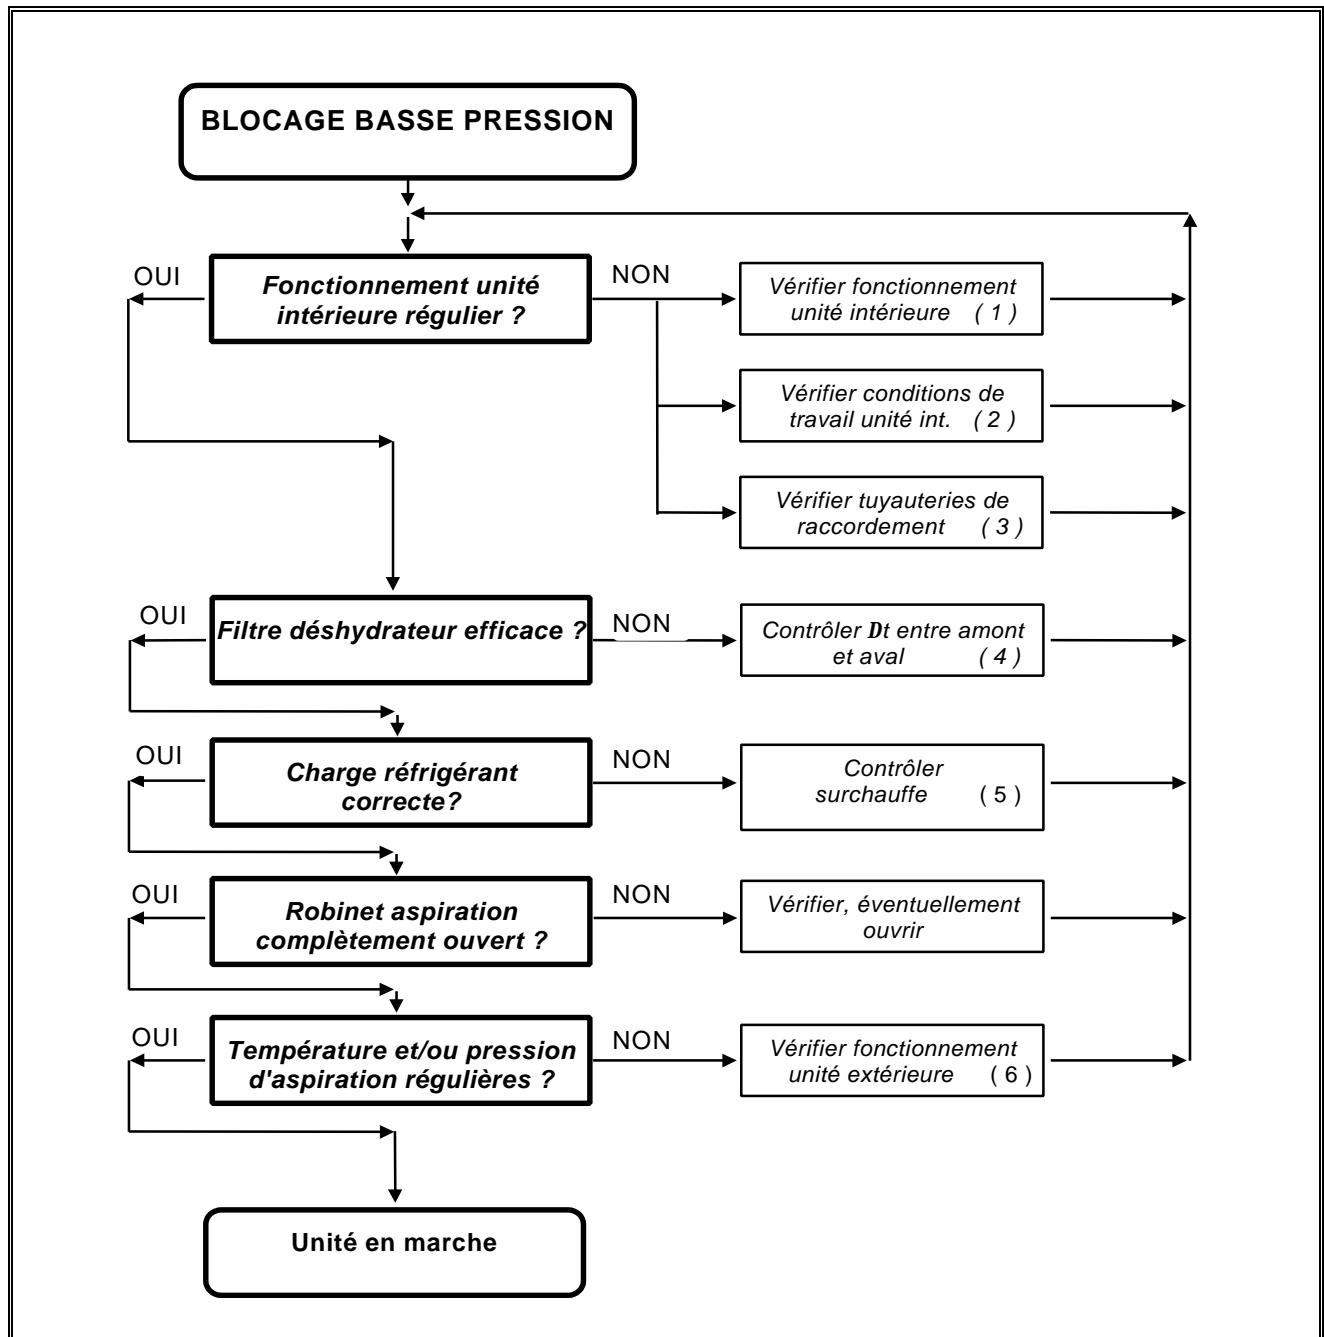 BLOCAGE BASSE PRESSION
OUI
Fonctionnement unité
intérieure régulier ?
NON
Vérifier fonctionnement
unité intérieure ( 1 )
Vérifier conditions de
travail unité int. ( 2 )
Vérifier tuyauteries de
raccordement ( 3 )
OUI
Filtre déshydrateur efficace ?
NON
Contrôler Dt entre amont
et aval ( 4 )
OUI
Charge réfrigérant
correcte?
NON
Contrôler
surchauffe ( 5 )
OUI
Robinet aspiration
complètement ouvert ?
NON
Vérifier, éventuellement
ouvrir
OUI
Température et/ou pression
d'aspiration régulières ?
NON
Vérifier fonctionnement
unité extérieure ( 6 )
Unité en marche